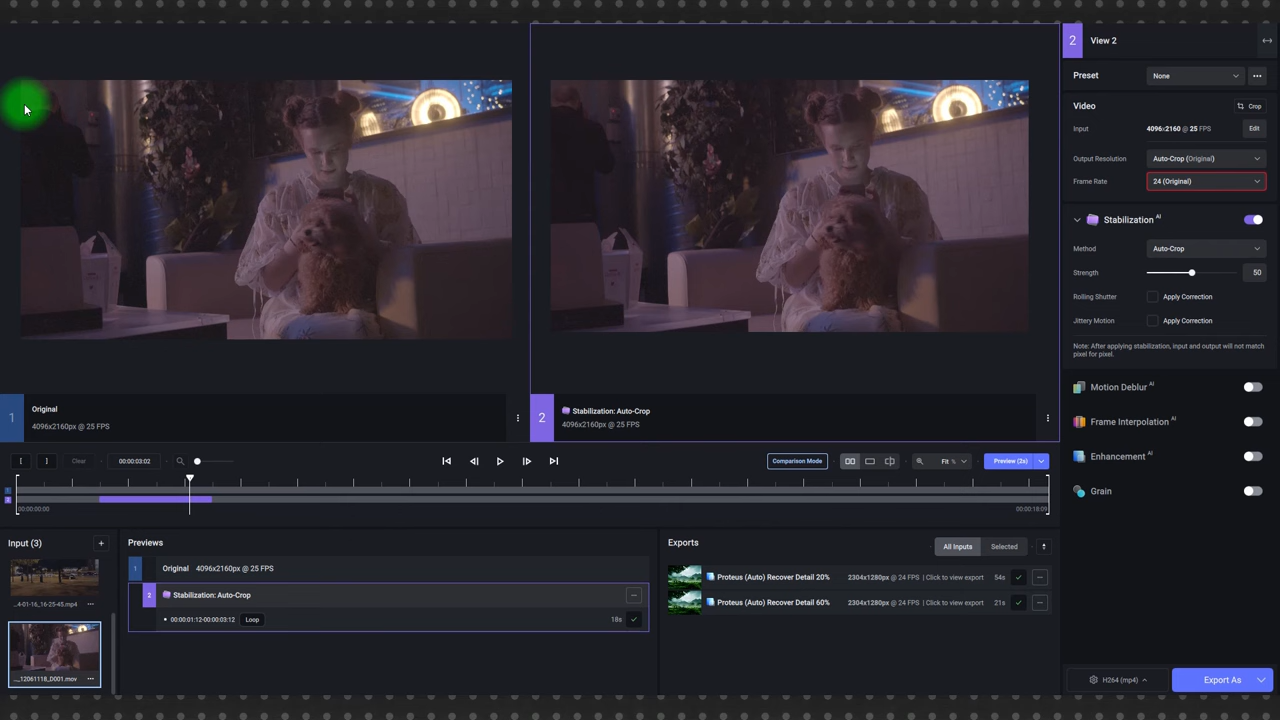 2 View 2
Preset None
Video Crop
Input 4096x2160 @ 25 FPS Edit
Output Resolution Auto-Crop (Original)
Frame Rate 24 (Original)
Stabilization AI
Method Auto-Crop
Strength 50
Rolling Shutter Apply Correction
Jittery Motion Apply Correction
Note: After applying stabilization, input and output will not match
pixel for pixel.
Motion Deblur AI
Frame Interpolation AI
Enhancement AI
Grain
1 Original
4096x2160px @ 25 FPS
2 Stabilization: Auto-Crop
4096x2160px @ 25 FPS
[ ] Clear 00:00:03:02 Comparison Mode Fit % Preview (2s)
1
2
00:00:00:00 00:00:18:09
Input (3) +
...4-01-16_16-25-45.mp4
..._12061118_D001.mov
Previews
1 Original 4096x2160px @ 25 FPS
2 Stabilization: Auto-Crop
00:00:01:12-00:00:03:12 Loop 18s
Exports All Inputs Selected
Proteus (Auto) Recover Detail 20% 2304x1280px @ 24 FPS | Click to view export 54s
Proteus (Auto) Recover Detail 60% 2304x1280px @ 24 FPS | Click to view export 21s
H264 (mp4) Export As